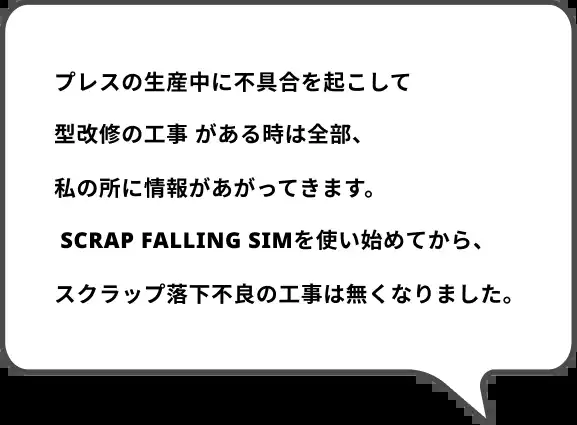 プレスの生産中に不具合を起こして
型改修の工事 がある時は全部、
私の所に情報があがってきます。
SCRAP FALLING SIMを使い始めてから、
スクラップ落下不良の工事は無くなりました。